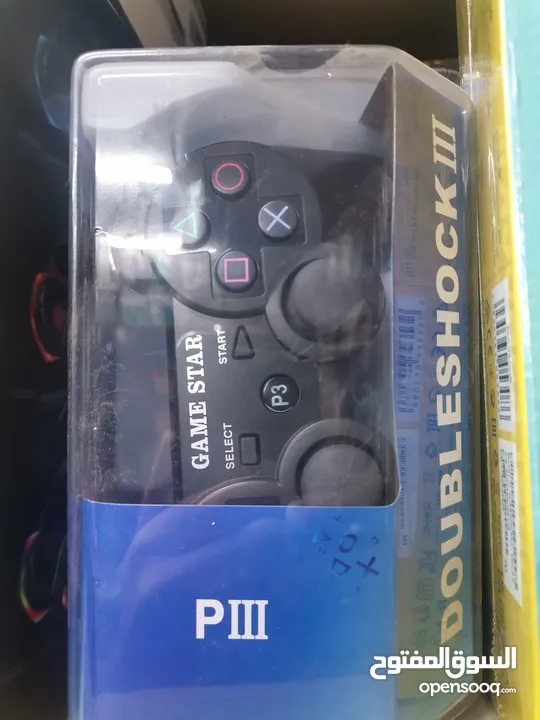 GAME STAR
SELECT
START
P3
PIII
DOUBLESHOCK III
السوق المفتوح
opensooq.com